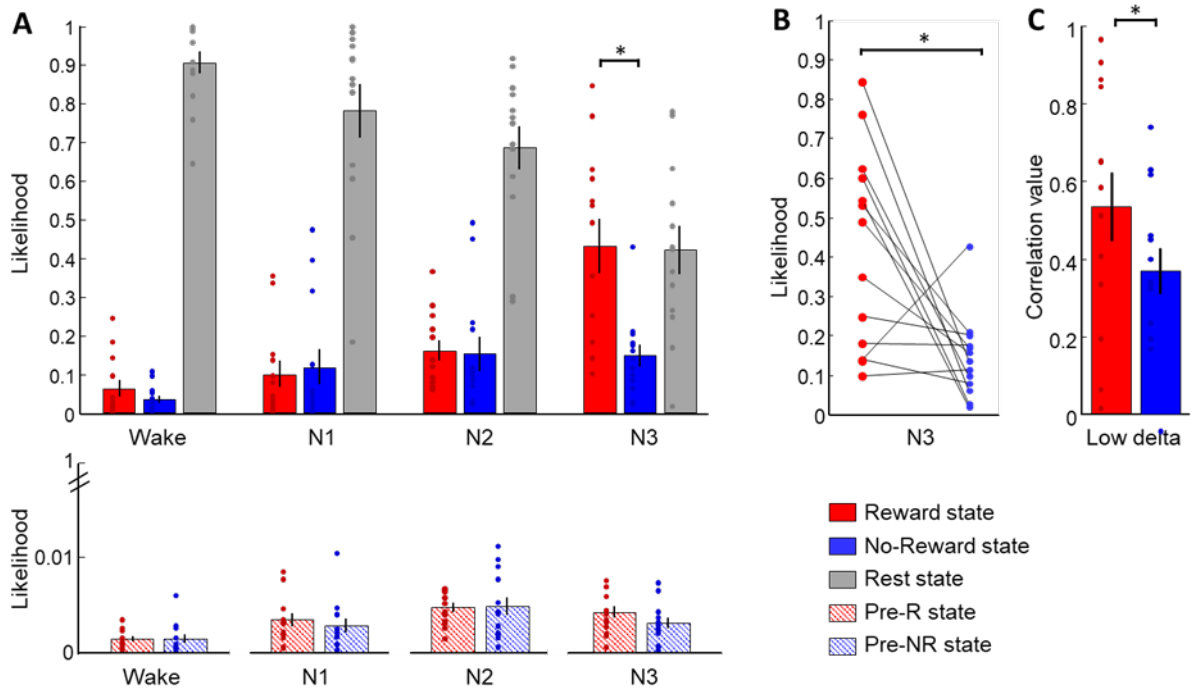 A
Likelihood
1
0.9
0.8
0.7
0.6
0.5
0.4
0.3
0.2
0.1
0
*
Wake N1 N2 N3
B
Likelihood
1
0.9
0.8
0.7
0.6
0.5
0.4
0.3
0.2
0.1
0
*
N3
C
Correlation value
1
0.8
0.6
0.4
0.2
0
*
Low delta
Likelihood
1
0.01
0
Wake N1 N2 N3
Reward state
No-Reward state
Rest state
Pre-R state
Pre-NR state